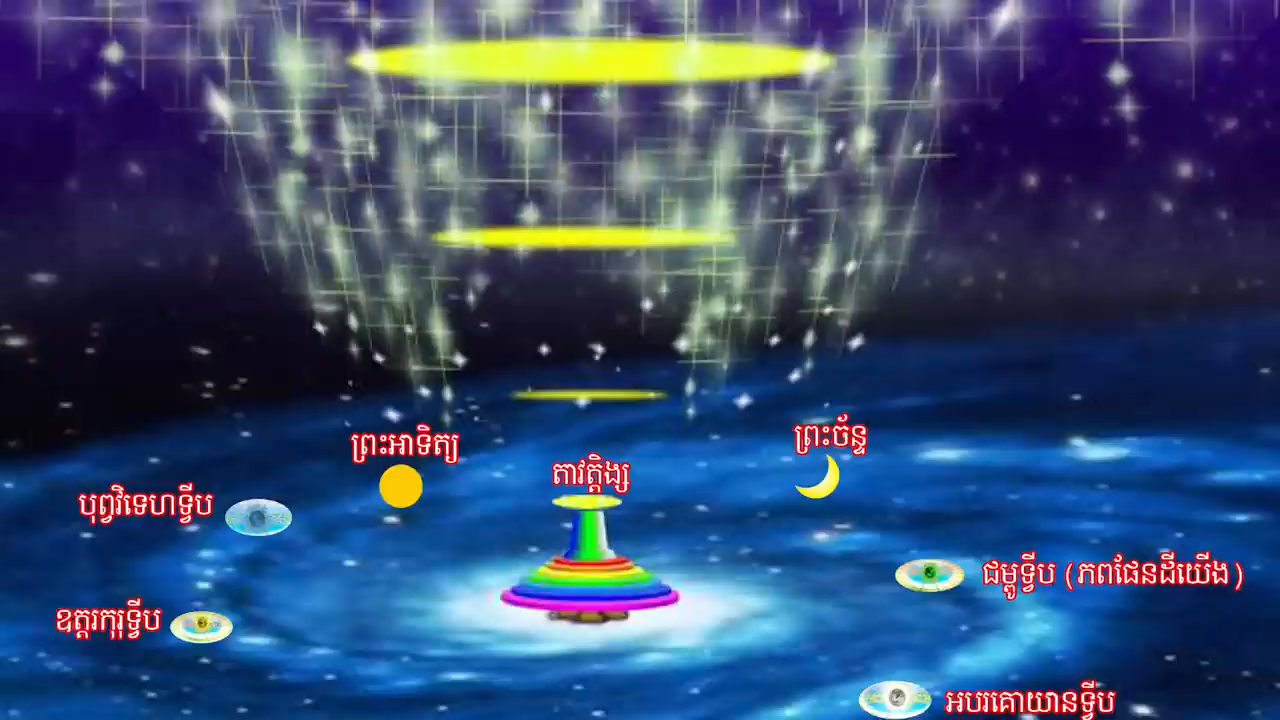 ព្រះច័ន្ទ
ព្រះអាទិត្យ
តាវត្តិង្ស
បុព្វវិទេហទ្វីប
ជម្ពូទ្វីប (ភពផែនដីយើង)
ឧត្តរកុរុទ្វីប
អបរគោយានទ្វីប